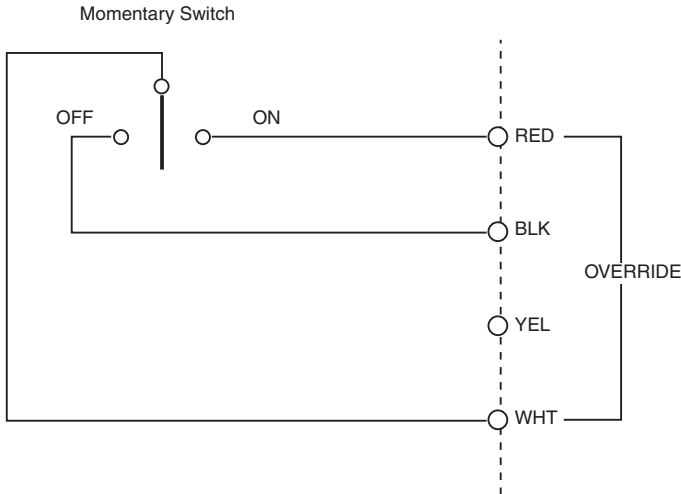 Momentary Switch
OFF
ON
RED
BLK
OVERRIDE
YEL
WHT